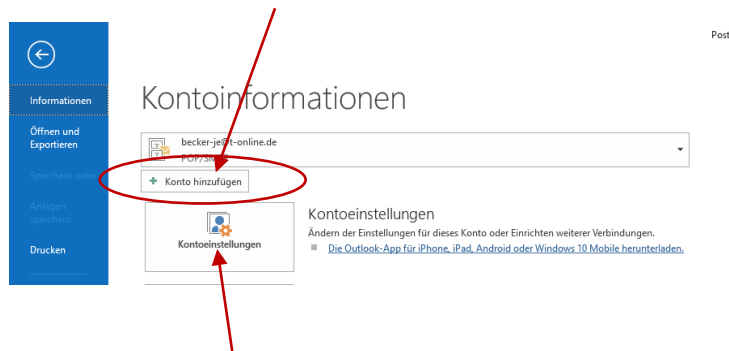 Post
Informationen
Öffnen und
Exportieren
Speichern unter
Anlagen
speichern
Drucken
Kontoinformationen
becker-je@t-online.de
POP/SMTP
Konto hinzufügen
Kontoeinstellungen
Kontoeinstellungen
Ändern der Einstellungen für dieses Konto oder Einrichten weiterer Verbindungen.
Die Outlook-App für iPhone, iPad, Android oder Windows 10 Mobile herunterladen.